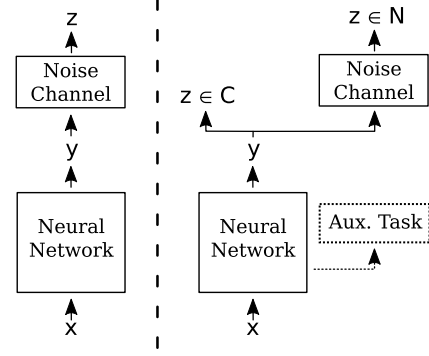 z
Noise
Channel
y
Neural
Network
x
z ∈ N
Noise
Channel
z ∈ C
y
Neural
Network
Aux. Task
x